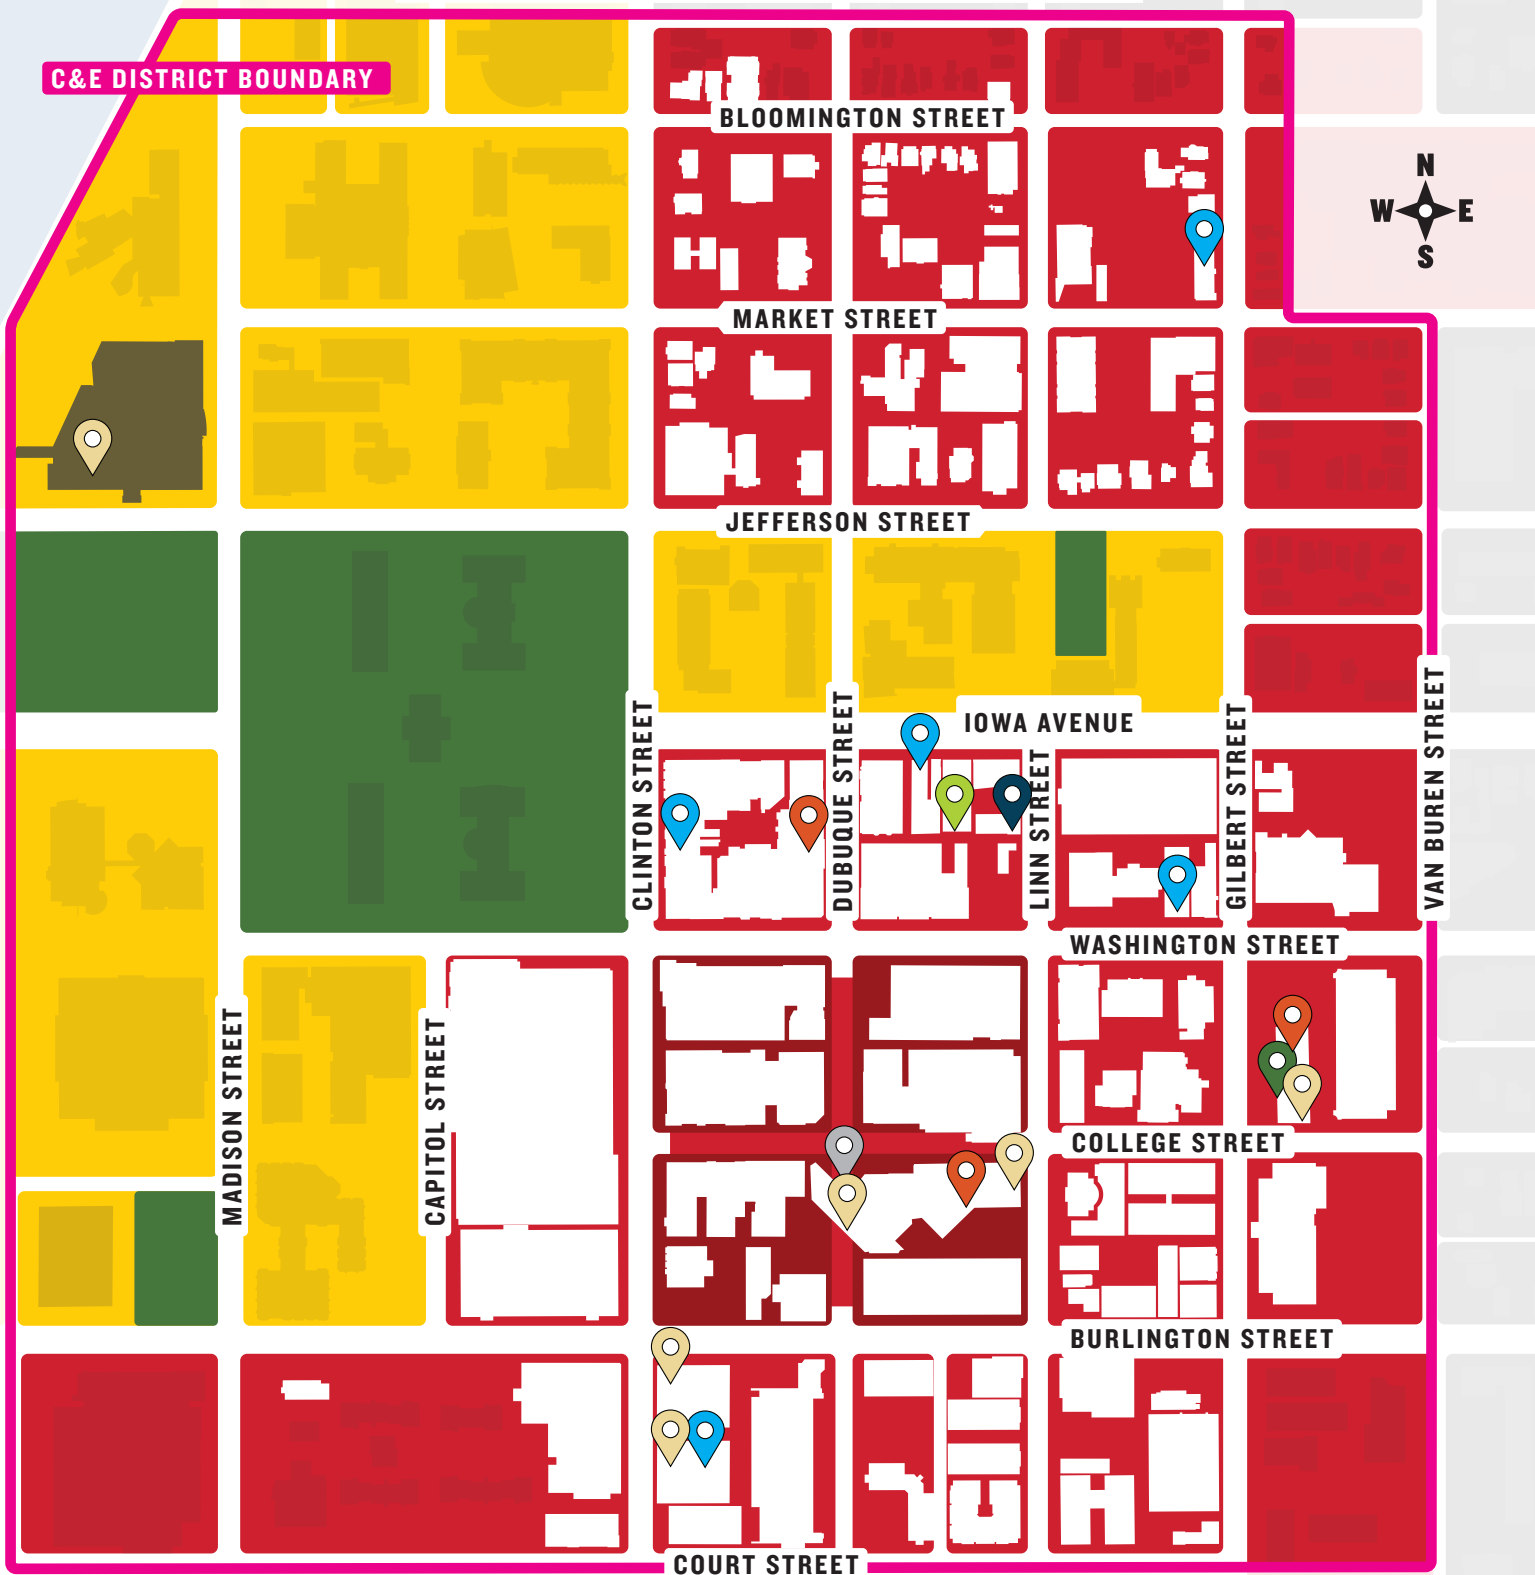 C&E DISTRICT BOUNDARY
BLOOMINGTON STREET
N
W E
S
MARKET STREET
JEFFERSON STREET
IOWA AVENUE
CLINTON STREET
DUBUQUE STREET
LINN STREET
GILBERT STREET
VAN BUREN STREET
WASHINGTON STREET
MADISON STREET
CAPITOL STREET
COLLEGE STREET
BURLINGTON STREET
COURT STREET